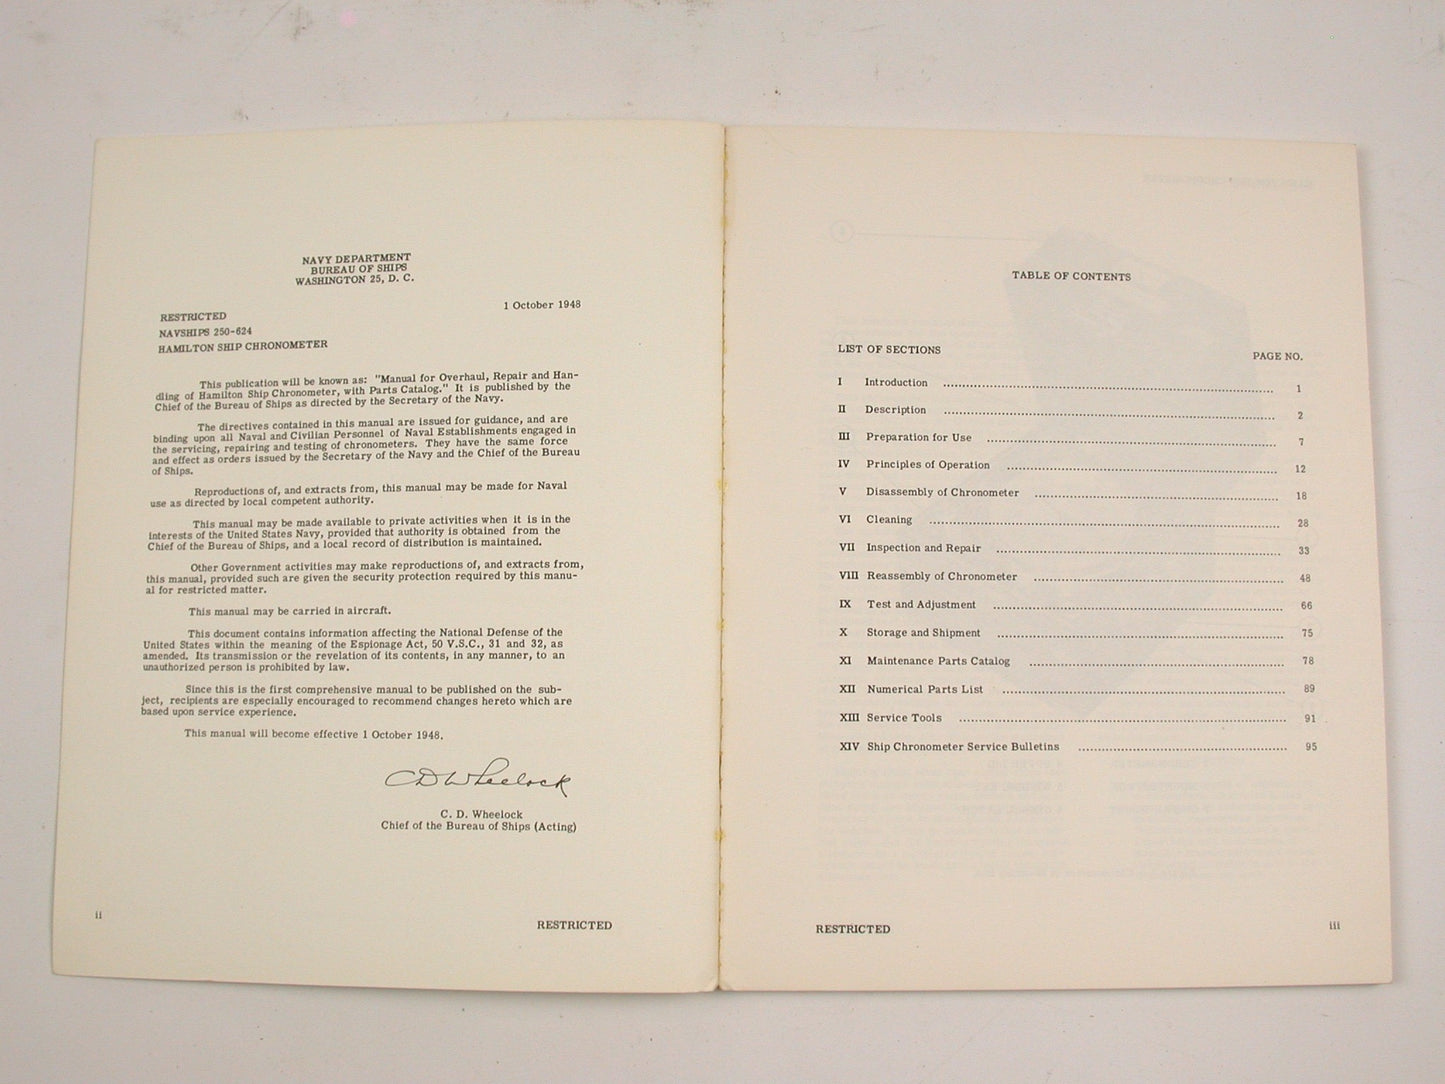 NAVY DEPARTMENT
BUREAU OF SHIPS
WASHINGTON 25, D. C.
1 October 1948
RESTRICTED
NAVSHIPS 250-624
HAMILTON SHIP CHRONOMETER
This publication will be known as: "Manual for Overhaul, Repair and Han-
dling of Hamilton Ship Chronometer, with Parts Catalog." It is published by the
Chief of the Bureau of Ships as directed by the Secretary of the Navy.
The directives contained in this manual are issued for guidance, and are
binding upon all Naval and Civilian Personnel of Naval Establishments engaged in
the servicing, repairing and testing of chronometers. They have the same force
and effect as orders issued by the Secretary of the Navy and the Chief of the Bureau
of Ships.
Reproductions of, and extracts from, this manual may be made for Naval
use as directed by local competent authority.
This manual may be made available to private activities when it is in the
interests of the United States Navy, provided that authority is obtained from the
Chief of the Bureau of Ships, and a local record of distribution is maintained.
Other Government activities may make reproductions of, and extracts from,
this manual, provided such are given the security protection required by this manu-
al for restricted matter.
This manual may be carried in aircraft.
This document contains information affecting the National Defense of the
United States within the meaning of the Espionage Act, 50 V.S.C., 31 and 32, as
amended. Its transmission or the revelation of its contents, in any manner, to an
unauthorized person is prohibited by law.
Since this is the first comprehensive manual to be published on the sub-
ject, recipients are especially encouraged to recommend changes hereto which are
based upon service experience.
This manual will become effective 1 October 1948.
CD Wheelock
C. D. Wheelock
Chief of the Bureau of Ships (Acting)
ii
RESTRICTED
TABLE OF CONTENTS
LIST OF SECTIONS PAGE NO.
I Introduction 1
II Description 2
III Preparation for Use 7
IV Principles of Operation 12
V Disassembly of Chronometer 18
VI Cleaning 28
VII Inspection and Repair 33
VIII Reassembly of Chronometer 48
IX Test and Adjustment 66
X Storage and Shipment 75
XI Maintenance Parts Catalog 78
XII Numerical Parts List 89
XIII Service Tools 91
XIV Ship Chronometer Service Bulletins 95
RESTRICTED
iii